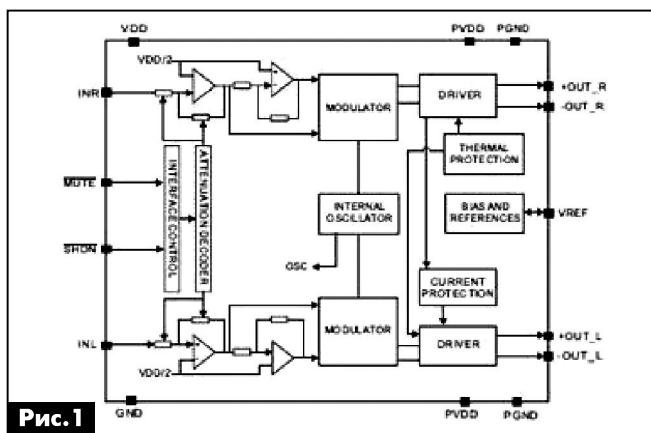 VDD PVDD PGND
VDD/2
INR
MODULATOR
DRIVER
+OUT_R
-OUT_R
THERMAL
PROTECTION
MUTE
INTERFACE CONTROL
ATTENUATION DECODER
INTERNAL
OSCILLATOR
BIAS AND
REFERENCES
VREF
SHDN
OSC
CURRENT
PROTECTION
INL
MODULATOR
DRIVER
+OUT_L
-OUT_L
VDD/2
GND PVDD PGND
Рис.1